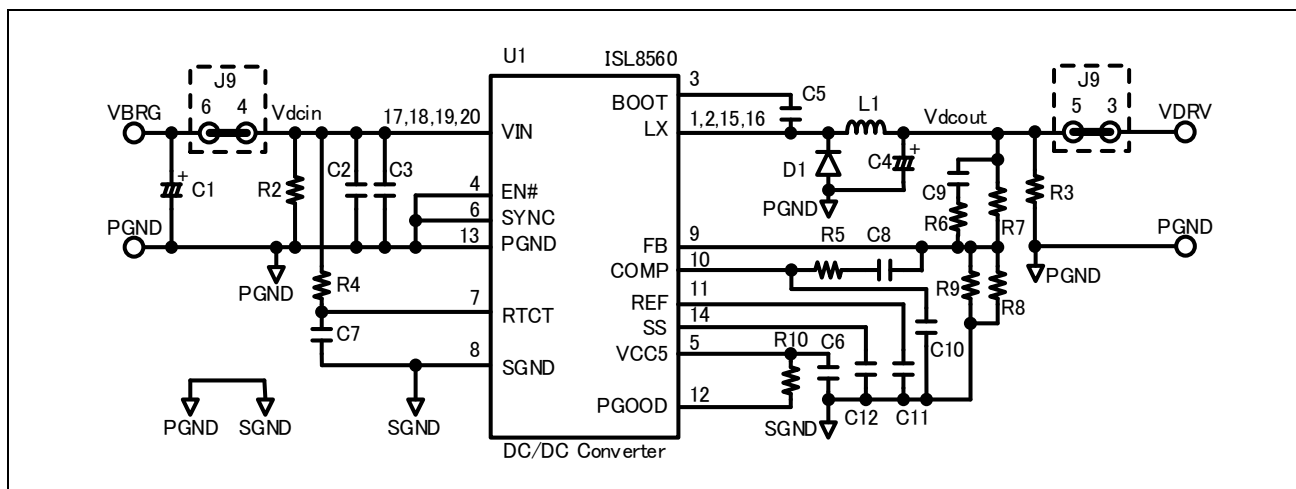 U1
ISL8560
J9
6 4
VBRG
Vdcin
17,18,19,20
VIN
C1
R2
C2
C3
4
EN#
6
SYNC
PGND
13
PGND
PGND
R4
7
RTCT
C7
8
SGND
PGND
SGND
SGND
DC/DC Converter
3
BOOT
C5
LX
1,2,15,16
L1
Vdcout
J9
5 3
VDRV
D1
C4
PGND
C9
R6
R7
R3
PGND
PGND
FB
9
R5
C8
COMP
10
R9
R8
REF
11
SS
14
C10
VCC5
5
R10
C6
PGOOD
12
SGND
C12
C11